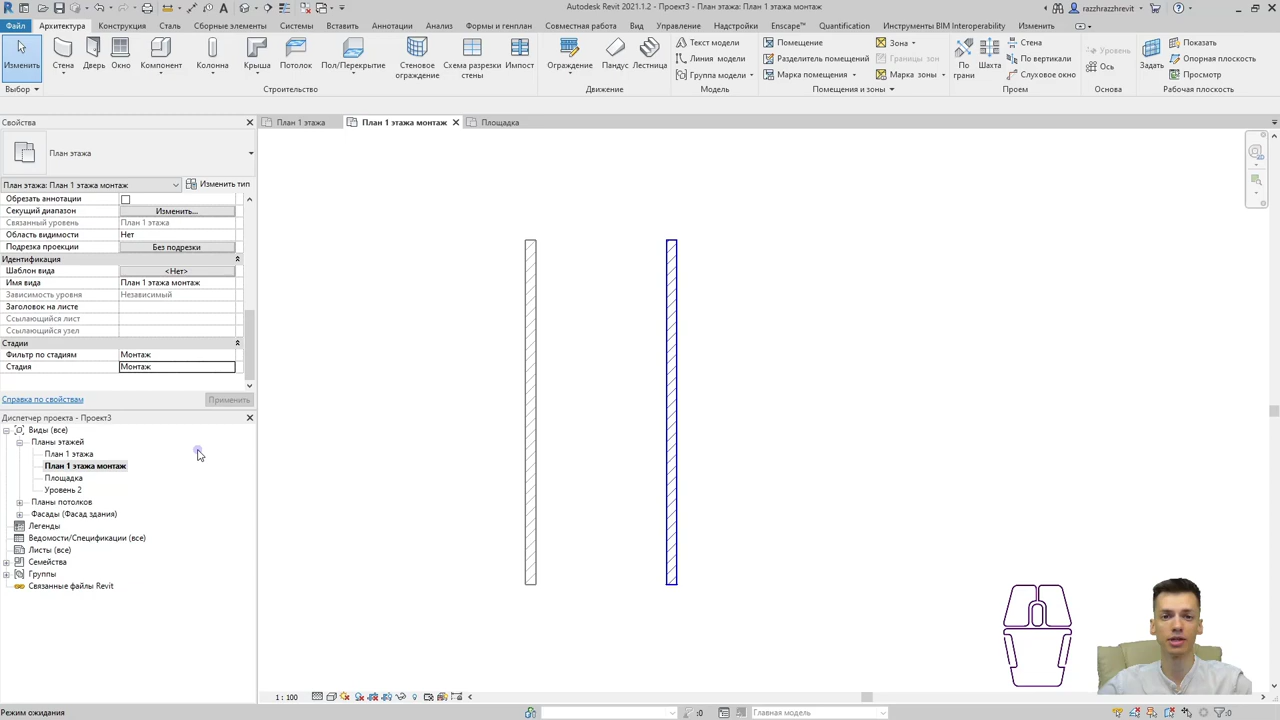 Autodesk Revit 2021.1.2 - Проект3 - План этажа: План 1 этажа монтаж
razzhrazzhrevit
Файл Архитектура Конструкция Сталь Сборные элементы Системы Вставить Аннотации Анализ Формы и генплан Совместная работа Вид Управление Надстройки Enscape™ Quantification Инструменты BIM Interoperability Изменить
Изменить Стена Дверь Окно Компонент Колонна Крыша Потолок Пол/Перекрытие Стеновое ограждение Схема разрезки стены Импост Ограждение Пандус Лестница
Текст модели
Линия модели
Группа модели
Помещение
Разделитель помещений
Марка помещения
Зона
Границы зон
Марка зоны
По грани
Шахта
Стена
По вертикали
Слуховое окно
Уровень
Ось
Задать
Показать
Опорная плоскость
Просмотр
Выбор Строительство Движение Модель Помещения и зоны Проем Основа Рабочая плоскость
Свойства
План 1 этажа План 1 этажа монтаж Площадка
План этажа
План этажа: План 1 этажа монтаж Изменить тип
Обрезать аннотации
Секущий диапазон Изменить...
Связанный уровень План 1 этажа
Область видимости Нет
Подрезка проекции Без подрезки
Идентификация
Шаблон вида <Нет>
Имя вида План 1 этажа монтаж
Зависимость уровня Независимый
Заголовок на листе
Ссылающийся лист
Ссылающийся узел
Стадии
Фильтр по стадиям Монтаж
Стадия Монтаж
Справка по свойствам Применить
Диспетчер проекта - Проект3
Виды (все)
Планы этажей
План 1 этажа
План 1 этажа монтаж
Площадка
Уровень 2
Планы потолков
Фасады (Фасад здания)
Легенды
Ведомости/Спецификации (все)
Листы (все)
Семейства
Группы
Связанные файлы Revit
1 : 100
Режим ожидания :0 Главная модель :0